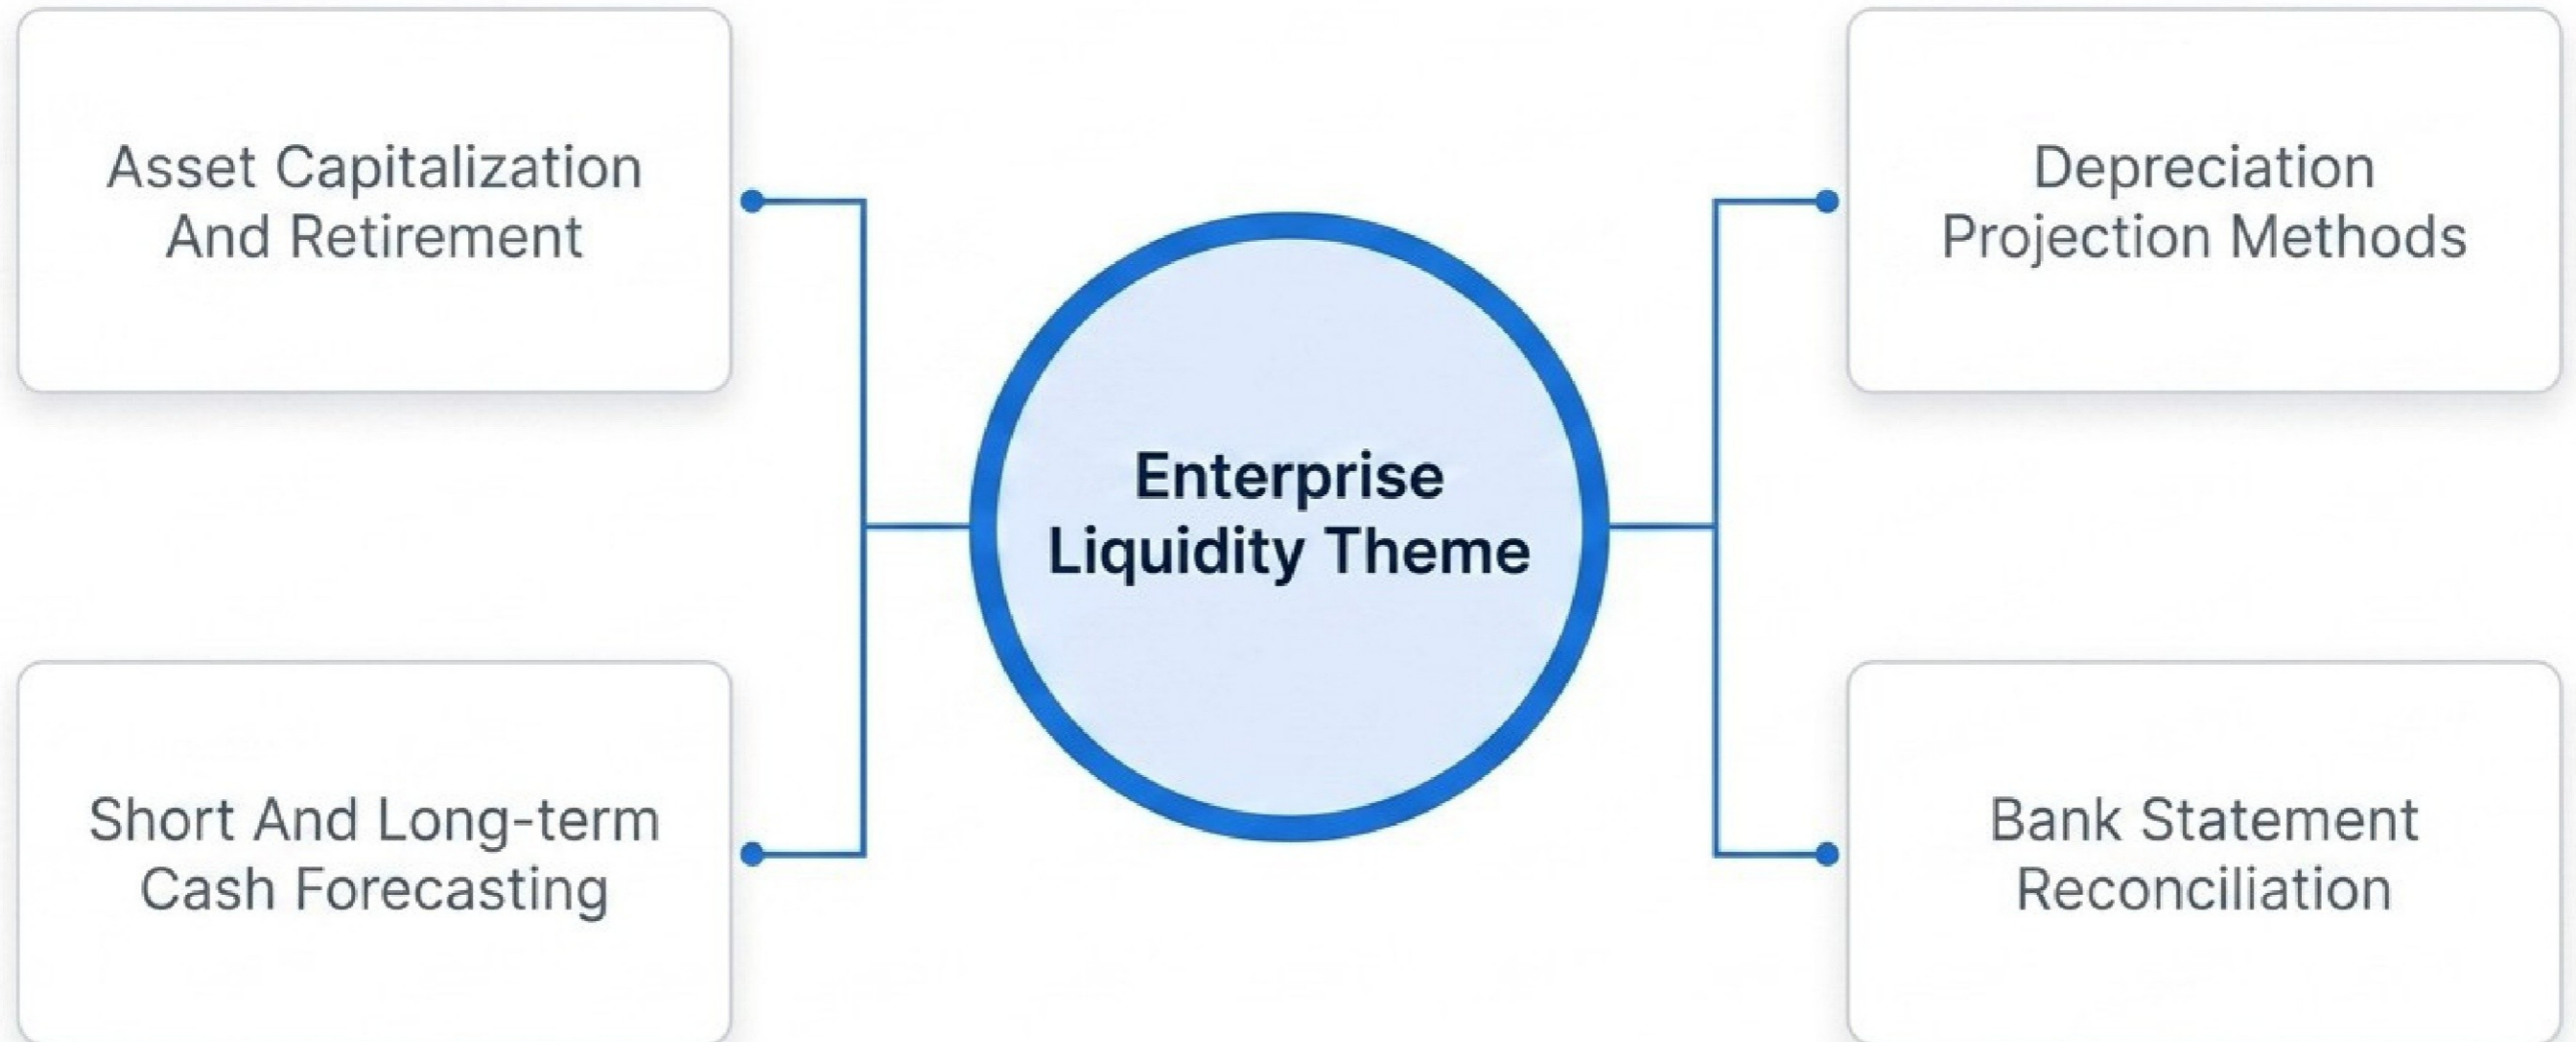 Asset Capitalization
And Retirement
Depreciation
Projection Methods
Enterprise
Liquidity Theme
Short And Long-term
Cash Forecasting
Bank Statement
Reconciliation